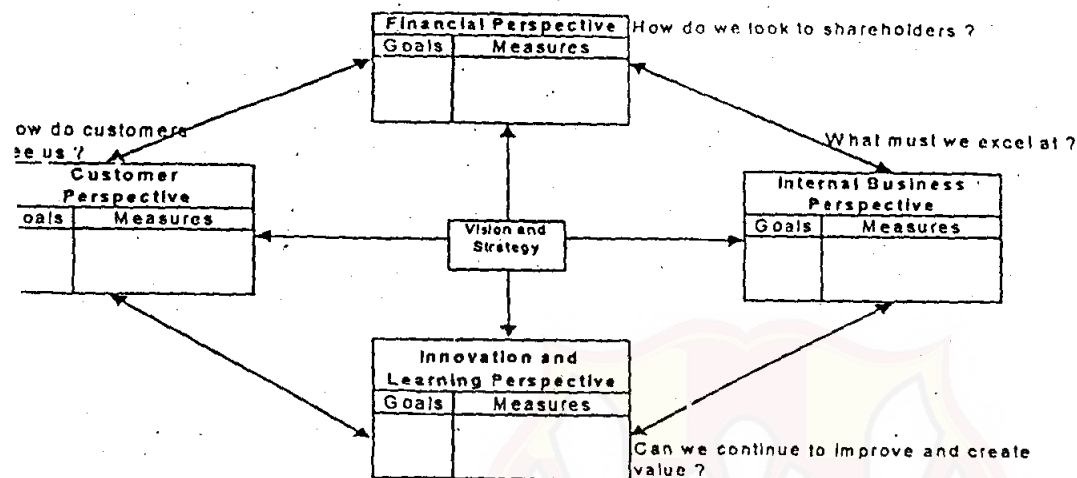 Financial Perspective
How do we look to shareholders ?
Goals Measures
ow do customers
ee us ?
What must we excel at ?
Customer
Perspective
oals Measures
Internal Business
Perspective
Goals Measures
Vision and
Strategy
Innovation and
Learning Perspective
Goals Measures
Can we continue to improve and create
value ?